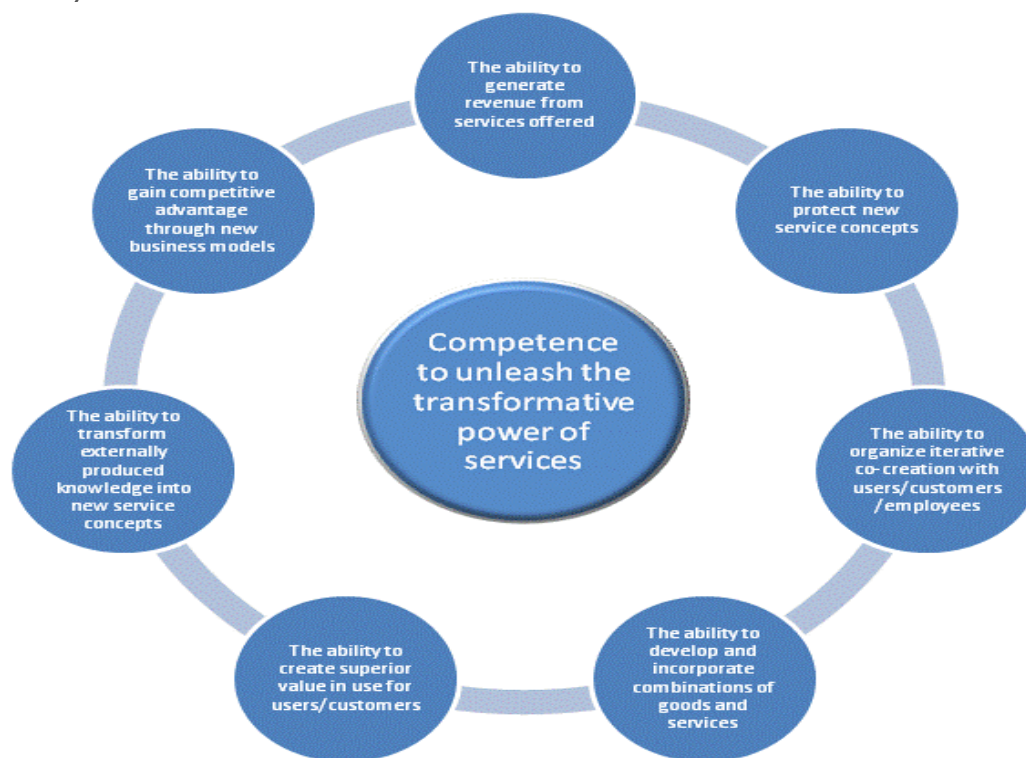 The ability to
generate
revenue from
services offered
The ability to
protect new
service concepts
The ability to
organize iterative
co-creation with
users/customers
/employees
The ability to
develop and
incorporate
combinations of
goods and
services
The ability to
create superior
value in use for
users/customers
The ability to
transform
externally
produced
knowledge into
new service
concepts
The ability to
gain competitive
advantage
through new
business models
Competence
to unleash the
transformative
power of
services